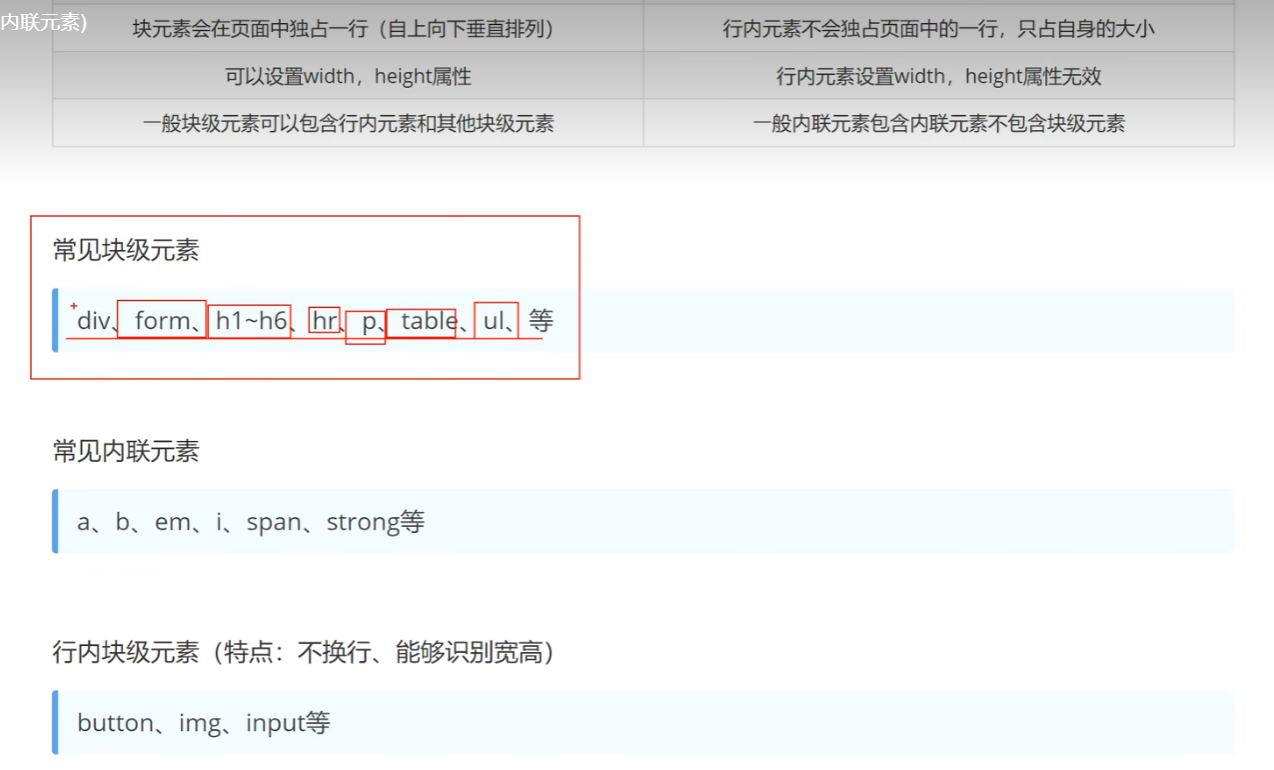 内联元素)
块元素会在页面中独占一行（自上向下垂直排列） 行内元素不会独占页面中的一行，只占自身的大小
可以设置width，height属性 行内元素设置width，height属性无效
一般块级元素可以包含行内元素和其他块级元素 一般内联元素包含内联元素不包含块级元素
常见块级元素
div、form、h1~h6、hr、p、table、ul、等
常见内联元素
a、b、em、i、span、strong等
行内块级元素（特点：不换行、能够识别宽高）
button、img、input等